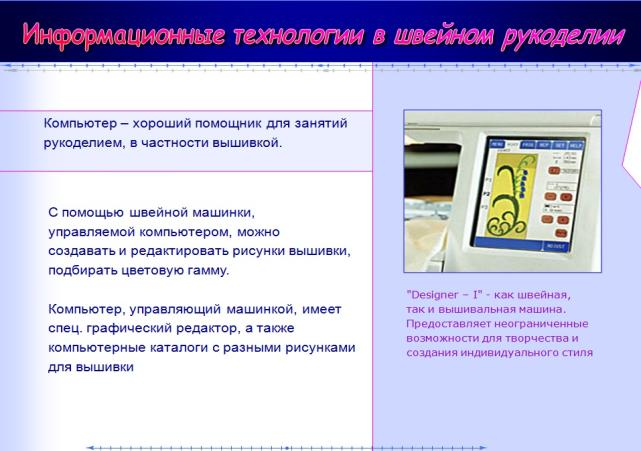 Информационные технологии в швейном рукоделии
Компьютер – хороший помощник для занятий
рукоделием, в частности вышивкой.
С помощью швейной машинки,
управляемой компьютером, можно
создавать и редактировать рисунки вышивки,
подбирать цветовую гамму.
Компьютер, управляющий машинкой, имеет
спец. графический редактор, а также
компьютерные каталоги с разными рисунками
для вышивки
MENU
HELP
"Designer – I" - как швейная,
так и вышивальная машина.
Предоставляет неограниченные
возможности для творчества и
создания индивидуального стиля